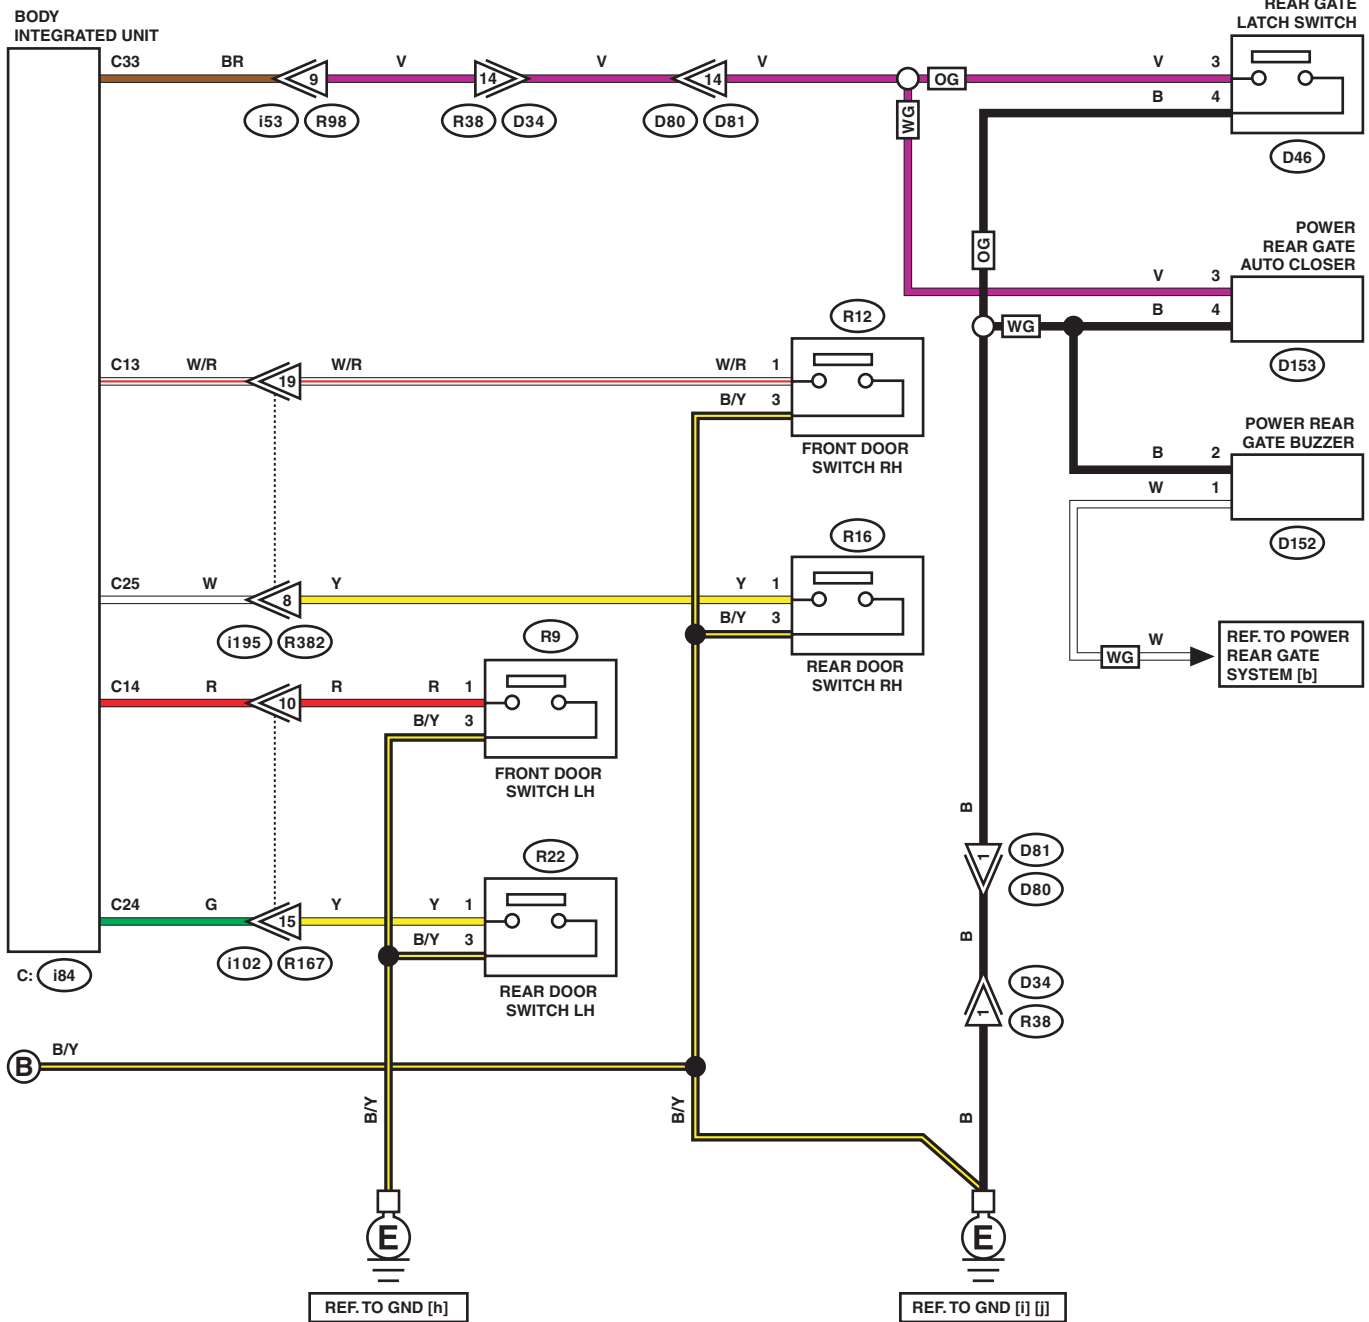 REAR GATE
LATCH SWITCH
BODY
INTEGRATED UNIT
C33 BR 9 V 14 V 14 V OG V 3
B 4
i53 R98 R38 D34 D80 D81
WG
D46
OG
POWER
REAR GATE
AUTO CLOSER
V 3
B 4
WG
D153
R12
C13 W/R 19 W/R W/R 1
B/Y 3
FRONT DOOR
SWITCH RH
POWER REAR
GATE BUZZER
B 2
W 1
D152
R16
C25 W 8 Y Y 1
B/Y 3
i195 R382
REAR DOOR
SWITCH RH
W
WG
REF. TO POWER
REAR GATE
SYSTEM [b]
R9
C14 R 10 R R 1
B/Y 3
FRONT DOOR
SWITCH LH
B
1
D81
D80
R22
C24 G 15 Y Y 1
B/Y 3
i102 R167
REAR DOOR
SWITCH LH
B
D34
R38
1
C: i84
B B/Y
B/Y
B/Y
B
E
E
REF. TO GND [h]
REF. TO GND [i] [j]